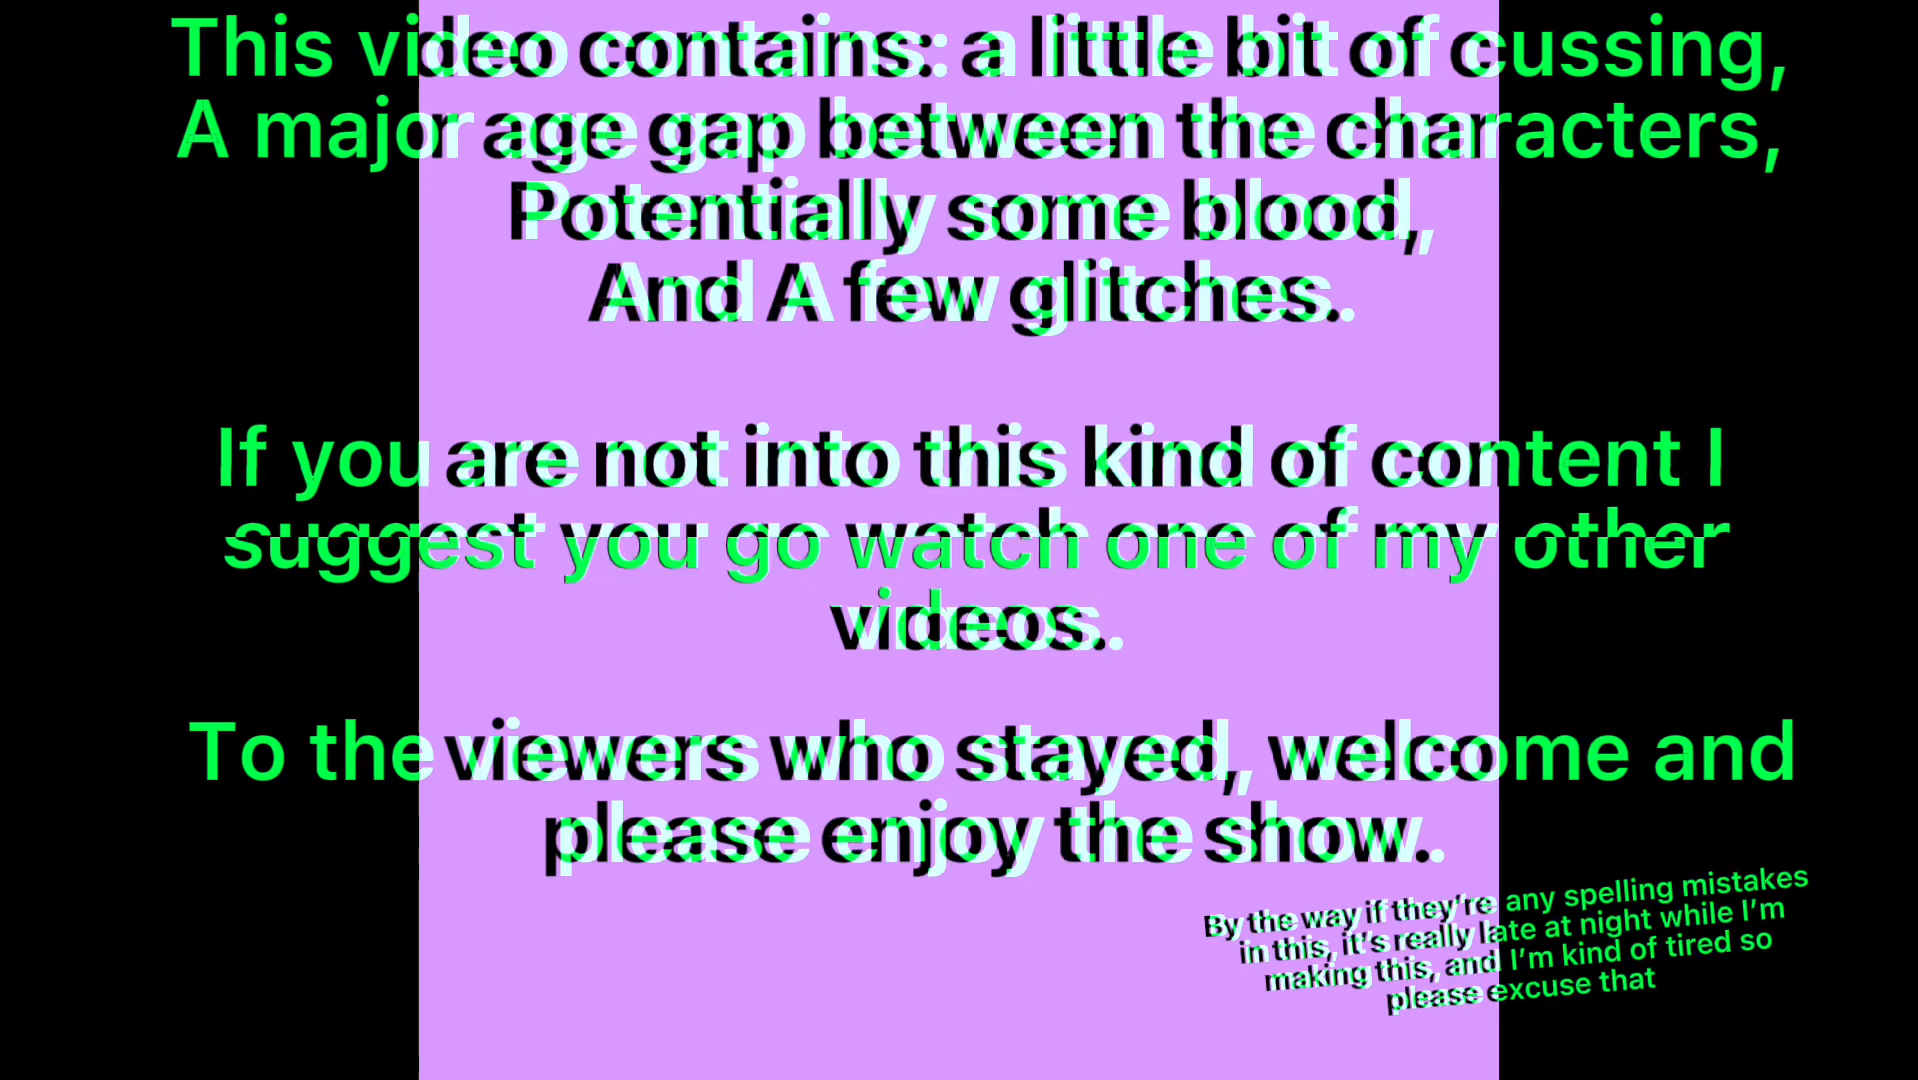 This video contains: a little bit of cussing,
A major age gap between the characters,
Potentially some blood,
And A few glitches.
If you are not into this kind of content I
suggest you go watch one of my other
videos.
To the viewers who stayed, welcome and
please enjoy the show.
By the way if they’re any spelling mistakes
in this, it’s really late at night while I’m
making this, and I’m kind of tired so
please excuse that